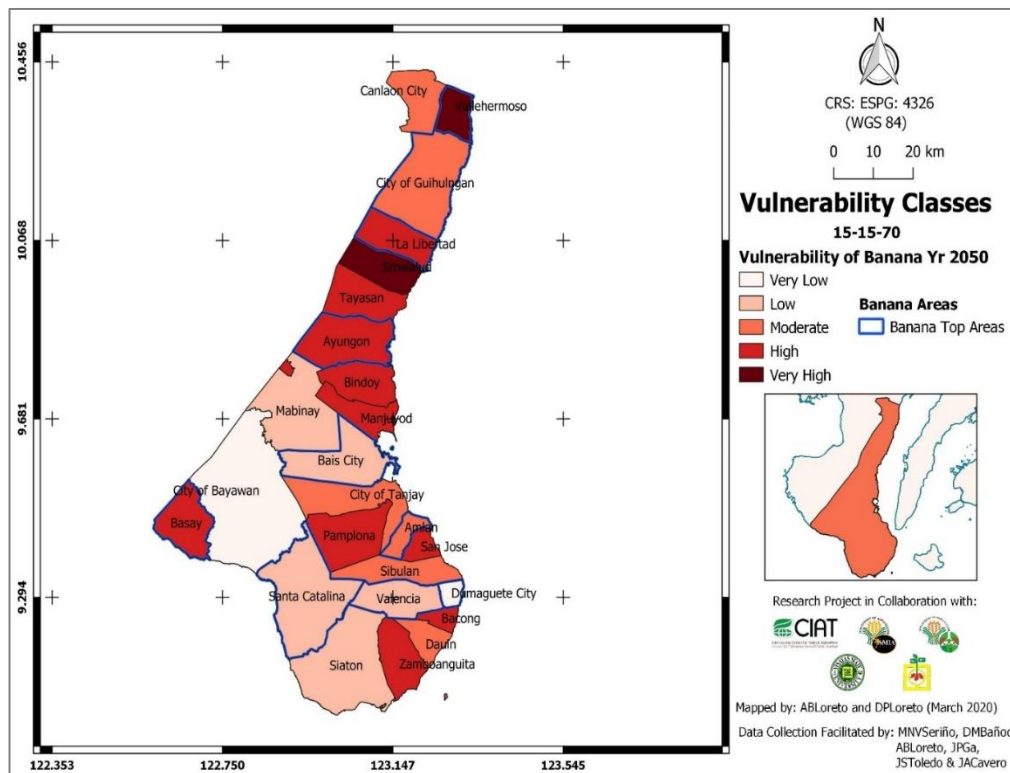 10.456
10.068
9.681
9.294
122.353
122.750
123.147
123.545
Canlaon City
Vallehermoso
City of Guihulngan
La Libertad
Jimalalud
Tayasan
Ayungon
Bindoy
Manjuyod
Mabinay
Bais City
City of Bayawan
City of Tanjay
Basay
Pamplona
Amlan
San Jose
Sibulan
Santa Catalina
Valencia
Dumaguete City
Bacong
Dauin
Siaton
Zamboanguita
N
CRS: ESPG: 4326
(WGS 84)
0 10 20 km
Vulnerability Classes
15-15-70
Vulnerability of Banana Yr 2050
Very Low
Low
Moderate
High
Very High
Banana Areas
Banana Top Areas
Research Project in Collaboration with:
CIAT
Mapped by: ABLoreto and DPLoreto (March 2020)
Data Collection Facilitated by: MNVSeriño, DMBañoc
ABLoreto, JPGa,
JSToledo & JACavero